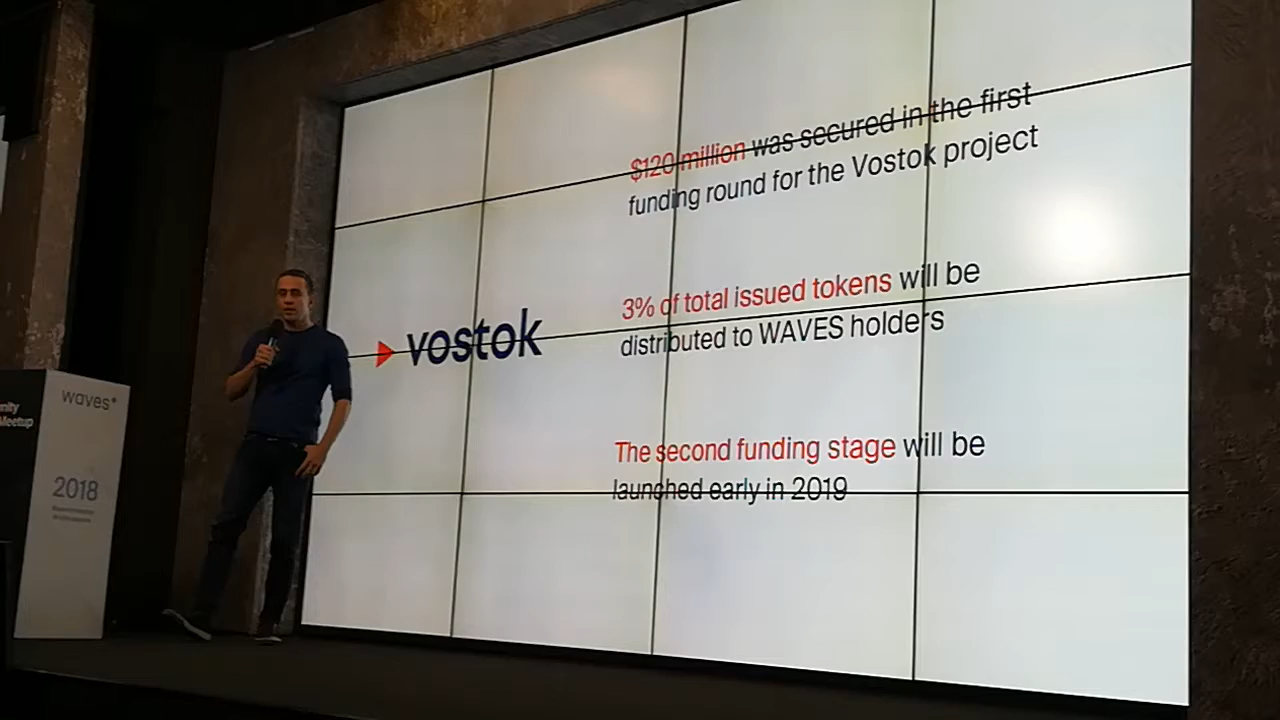 $120 million was secured in the first
funding round for the Vostok project
3% of total issued tokens will be
distributed to WAVES holders
vostok
The second funding stage will be
launched early in 2019
waves
Meetup
2018